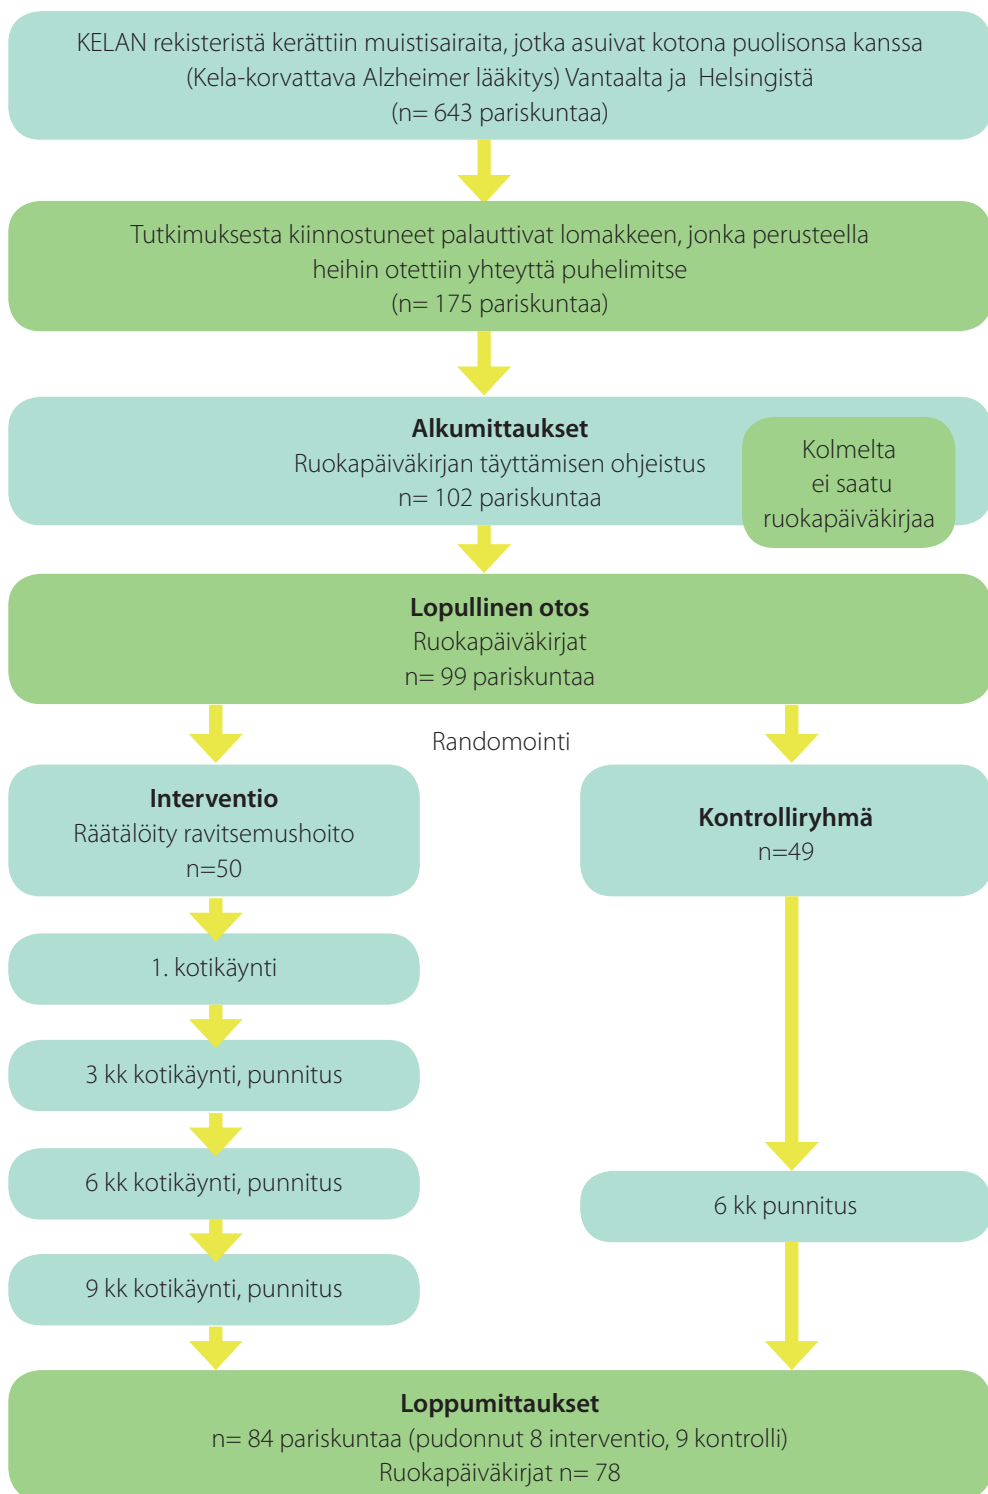 KELAN rekisteristä kerättiin muistisairaita, jotka asuivat kotona puolisonsa kanssa
(Kela-korvattava Alzheimer lääkitys) Vantaalta ja Helsingistä
(n= 643 pariskuntaa)
Tutkimuksesta kiinnostuneet palauttivat lomakkeen, jonka perusteella
heihin otettiin yhteyttä puhelimitse
(n= 175 pariskuntaa)
Alkumittaukset
Ruokapäiväkirjan täyttämisen ohjeistus
n= 102 pariskuntaa
Kolmelta
ei saatu
ruokapäiväkirjaa
Lopullinen otos
Ruokapäiväkirjat
n= 99 pariskuntaa
Randomointi
Interventio
Räätälöity ravitsemushoito
n=50
Kontrolliryhmä
n=49
1. kotikäynti
3 kk kotikäynti, punnitus
6 kk kotikäynti, punnitus
6 kk punnitus
9 kk kotikäynti, punnitus
Loppumittaukset
n= 84 pariskuntaa (pudonnut 8 interventio, 9 kontrolli)
Ruokapäiväkirjat n= 78